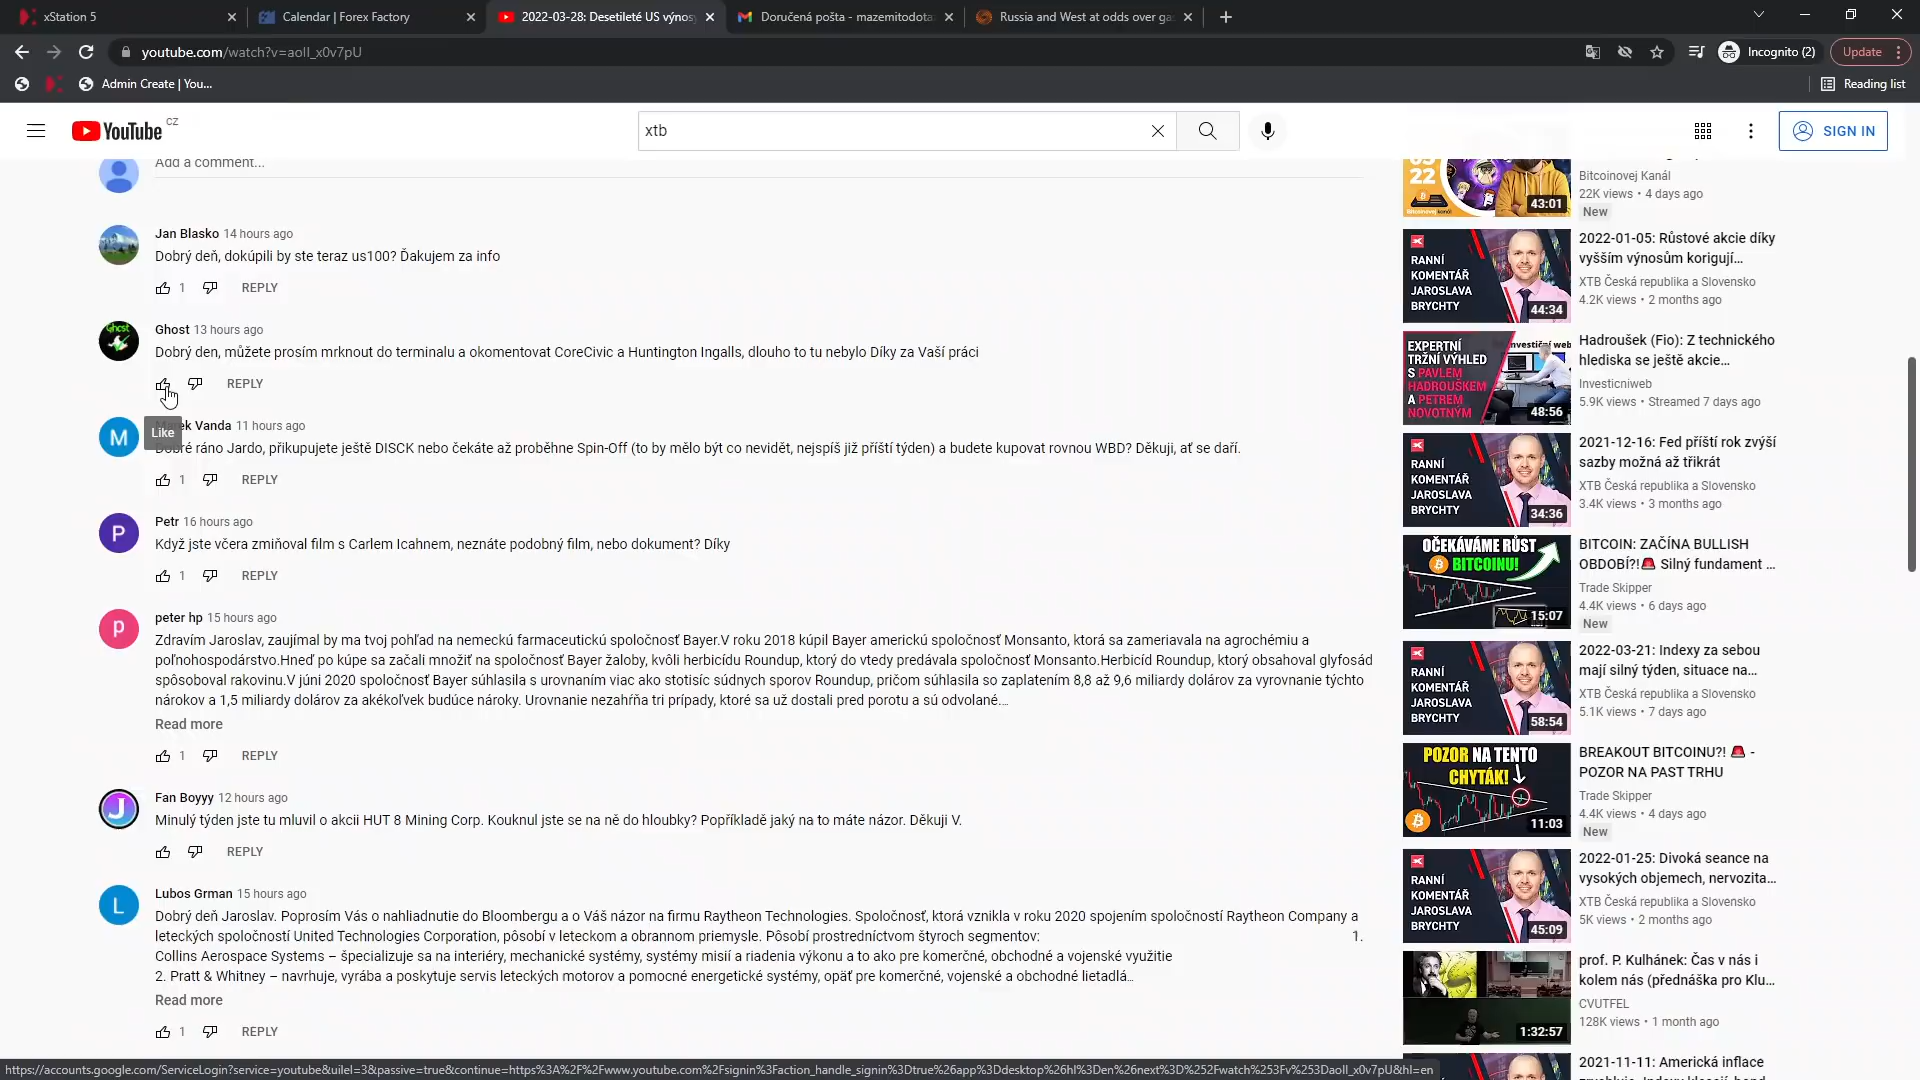 xStation 5
Calendar | Forex Factory
2022-03-28: Desetileté US výnos
Doručená pošta - mazemitodota
Russia and West at odds over ga
youtube.com/watch?v=aoIl_x0v7pU
Incognito (2)
Update
Admin Create | You...
Reading list
YouTube CZ
xtb
SIGN IN
Add a comment...
Jan Blasko 14 hours ago
Dobrý deň, dokúpili by ste teraz us100? Ďakujem za info
1 REPLY
Ghost 13 hours ago
Dobrý den, můžete prosím mrknout do terminalu a okomentovat CoreCivic a Huntington Ingalls, dlouho to tu nebylo Díky za Vaší práci
REPLY
Like
Marek Vanda 11 hours ago
Dobré ráno Jardo, přikupujete ještě DISCK nebo čekáte až proběhne Spin-Off (to by mělo být co nevidět, nejspíš již příští týden) a budete kupovat rovnou WBD? Děkuji, ať se daří.
1 REPLY
P
Petr 16 hours ago
Když jste včera zmiňoval film s Carlem Icahnem, neznáte podobný film, nebo dokument? Díky
1 REPLY
p
peter hp 15 hours ago
Zdravím Jaroslav, zaujímal by ma tvoj pohľad na nemeckú farmaceutickú spoločnosť Bayer.V roku 2018 kúpil Bayer americkú spoločnosť Monsanto, ktorá sa zameriavala na agrochémiu a
poľnohospodárstvo.Hneď po kúpe sa začali množiť na spoločnosť Bayer žaloby, kvôli herbicídu Roundup, ktorý do vtedy predávala spoločnosť Monsanto.Herbicíd Roundup, ktorý obsahoval glyfosád
spôsoboval rakovinu.V júni 2020 spoločnosť Bayer súhlasila s urovnaním viac ako stotisíc súdnych sporov Roundup, pričom súhlasila so zaplatením 8,8 až 9,6 miliardy dolárov za vyrovnanie týchto
nárokov a 1,5 miliardy dolárov za akékoľvek budúce nároky. Urovnanie nezahŕňa tri prípady, ktoré sa už dostali pred porotu a sú odvolané...
Read more
1 REPLY
J
Fan Boyyy 12 hours ago
Minulý týden jste tu mluvil o akcii HUT 8 Mining Corp. Kouknul jste se na ně do hloubky? Popřípadě jaký na to máte názor. Děkuji V.
REPLY
L
Lubos Grman 15 hours ago
Dobrý deň Jaroslav. Poprosím Vás o nahliadnutie do Bloombergu a o Váš názor na firmu Raytheon Technologies. Spoločnosť, ktorá vznikla v roku 2020 spojením spoločností Raytheon Company a
leteckých spoločností United Technologies Corporation, pôsobí v leteckom a obrannom priemysle. Pôsobí prostredníctvom štyroch segmentov: 1.
Collins Aerospace Systems – špecializuje sa na interiéry, mechanické systémy, systémy misií a riadenia výkonu a to ako pre komerčné, obchodné a vojenské využitie
2. Pratt & Whitney – navrhuje, vyrába a poskytuje servis leteckých motorov a pomocné energetické systémy, opäť pre komerčné, vojenské a obchodné lietadlá...
Read more
1 REPLY
22
43:01
Bitcoinovej Kanál
22K views • 4 days ago
New
RANNÍ
KOMENTÁŘ
JAROSLAVA
BRYCHTY
44:34
2022-01-05: Růstové akcie díky
vyšším výnosům korigují...
XTB Česká republika a Slovensko
4.2K views • 2 months ago
EXPERTNÍ
TRŽNÍ VÝHLED
S PAVLEM
HADROUŠKEM
A PETREM
NOVOTNÝM
investiční web
48:56
Hadroušek (Fio): Z technického
hlediska se ještě akcie...
Investicniweb
5.9K views • Streamed 7 days ago
RANNÍ
KOMENTÁŘ
JAROSLAVA
BRYCHTY
34:36
2021-12-16: Fed příští rok zvýší
sazby možná až třikrát
XTB Česká republika a Slovensko
3.4K views • 3 months ago
OČEKÁVÁME RŮST
BITCOINU!
15:07
BITCOIN: ZAČÍNA BULLISH
OBDOBÍ?!🚨 Silný fundament ...
Trade Skipper
4.4K views • 6 days ago
New
RANNÍ
KOMENTÁŘ
JAROSLAVA
BRYCHTY
58:54
2022-03-21: Indexy za sebou
mají silný týden, situace na...
XTB Česká republika a Slovensko
5.1K views • 7 days ago
POZOR NA TENTO
CHYTÁK!
11:03
BREAKOUT BITCOINU?! 🚨 -
POZOR NA PAST TRHU
Trade Skipper
4.4K views • 4 days ago
New
RANNÍ
KOMENTÁŘ
JAROSLAVA
BRYCHTY
45:09
2022-01-25: Divoká seance na
vysokých objemech, nervozita...
XTB Česká republika a Slovensko
5K views • 2 months ago
1:32:57
prof. P. Kulhánek: Čas v nás i
kolem nás (přednáška pro Klu...
CVUTFEL
128K views • 1 month ago
2021-11-11: Americká inflace
https://accounts.google.com/ServiceLogin?service=youtube&uilel=3&passive=true&continue=https%3A%2F%2Fwww.youtube.com%2Fsignin%3Faction_handle_signin%3Dtrue%26app%3Ddesktop%26hl%3Den%26next%3D%252Fwatch%253Fv%253Daoll_x0v7pU&hl=en